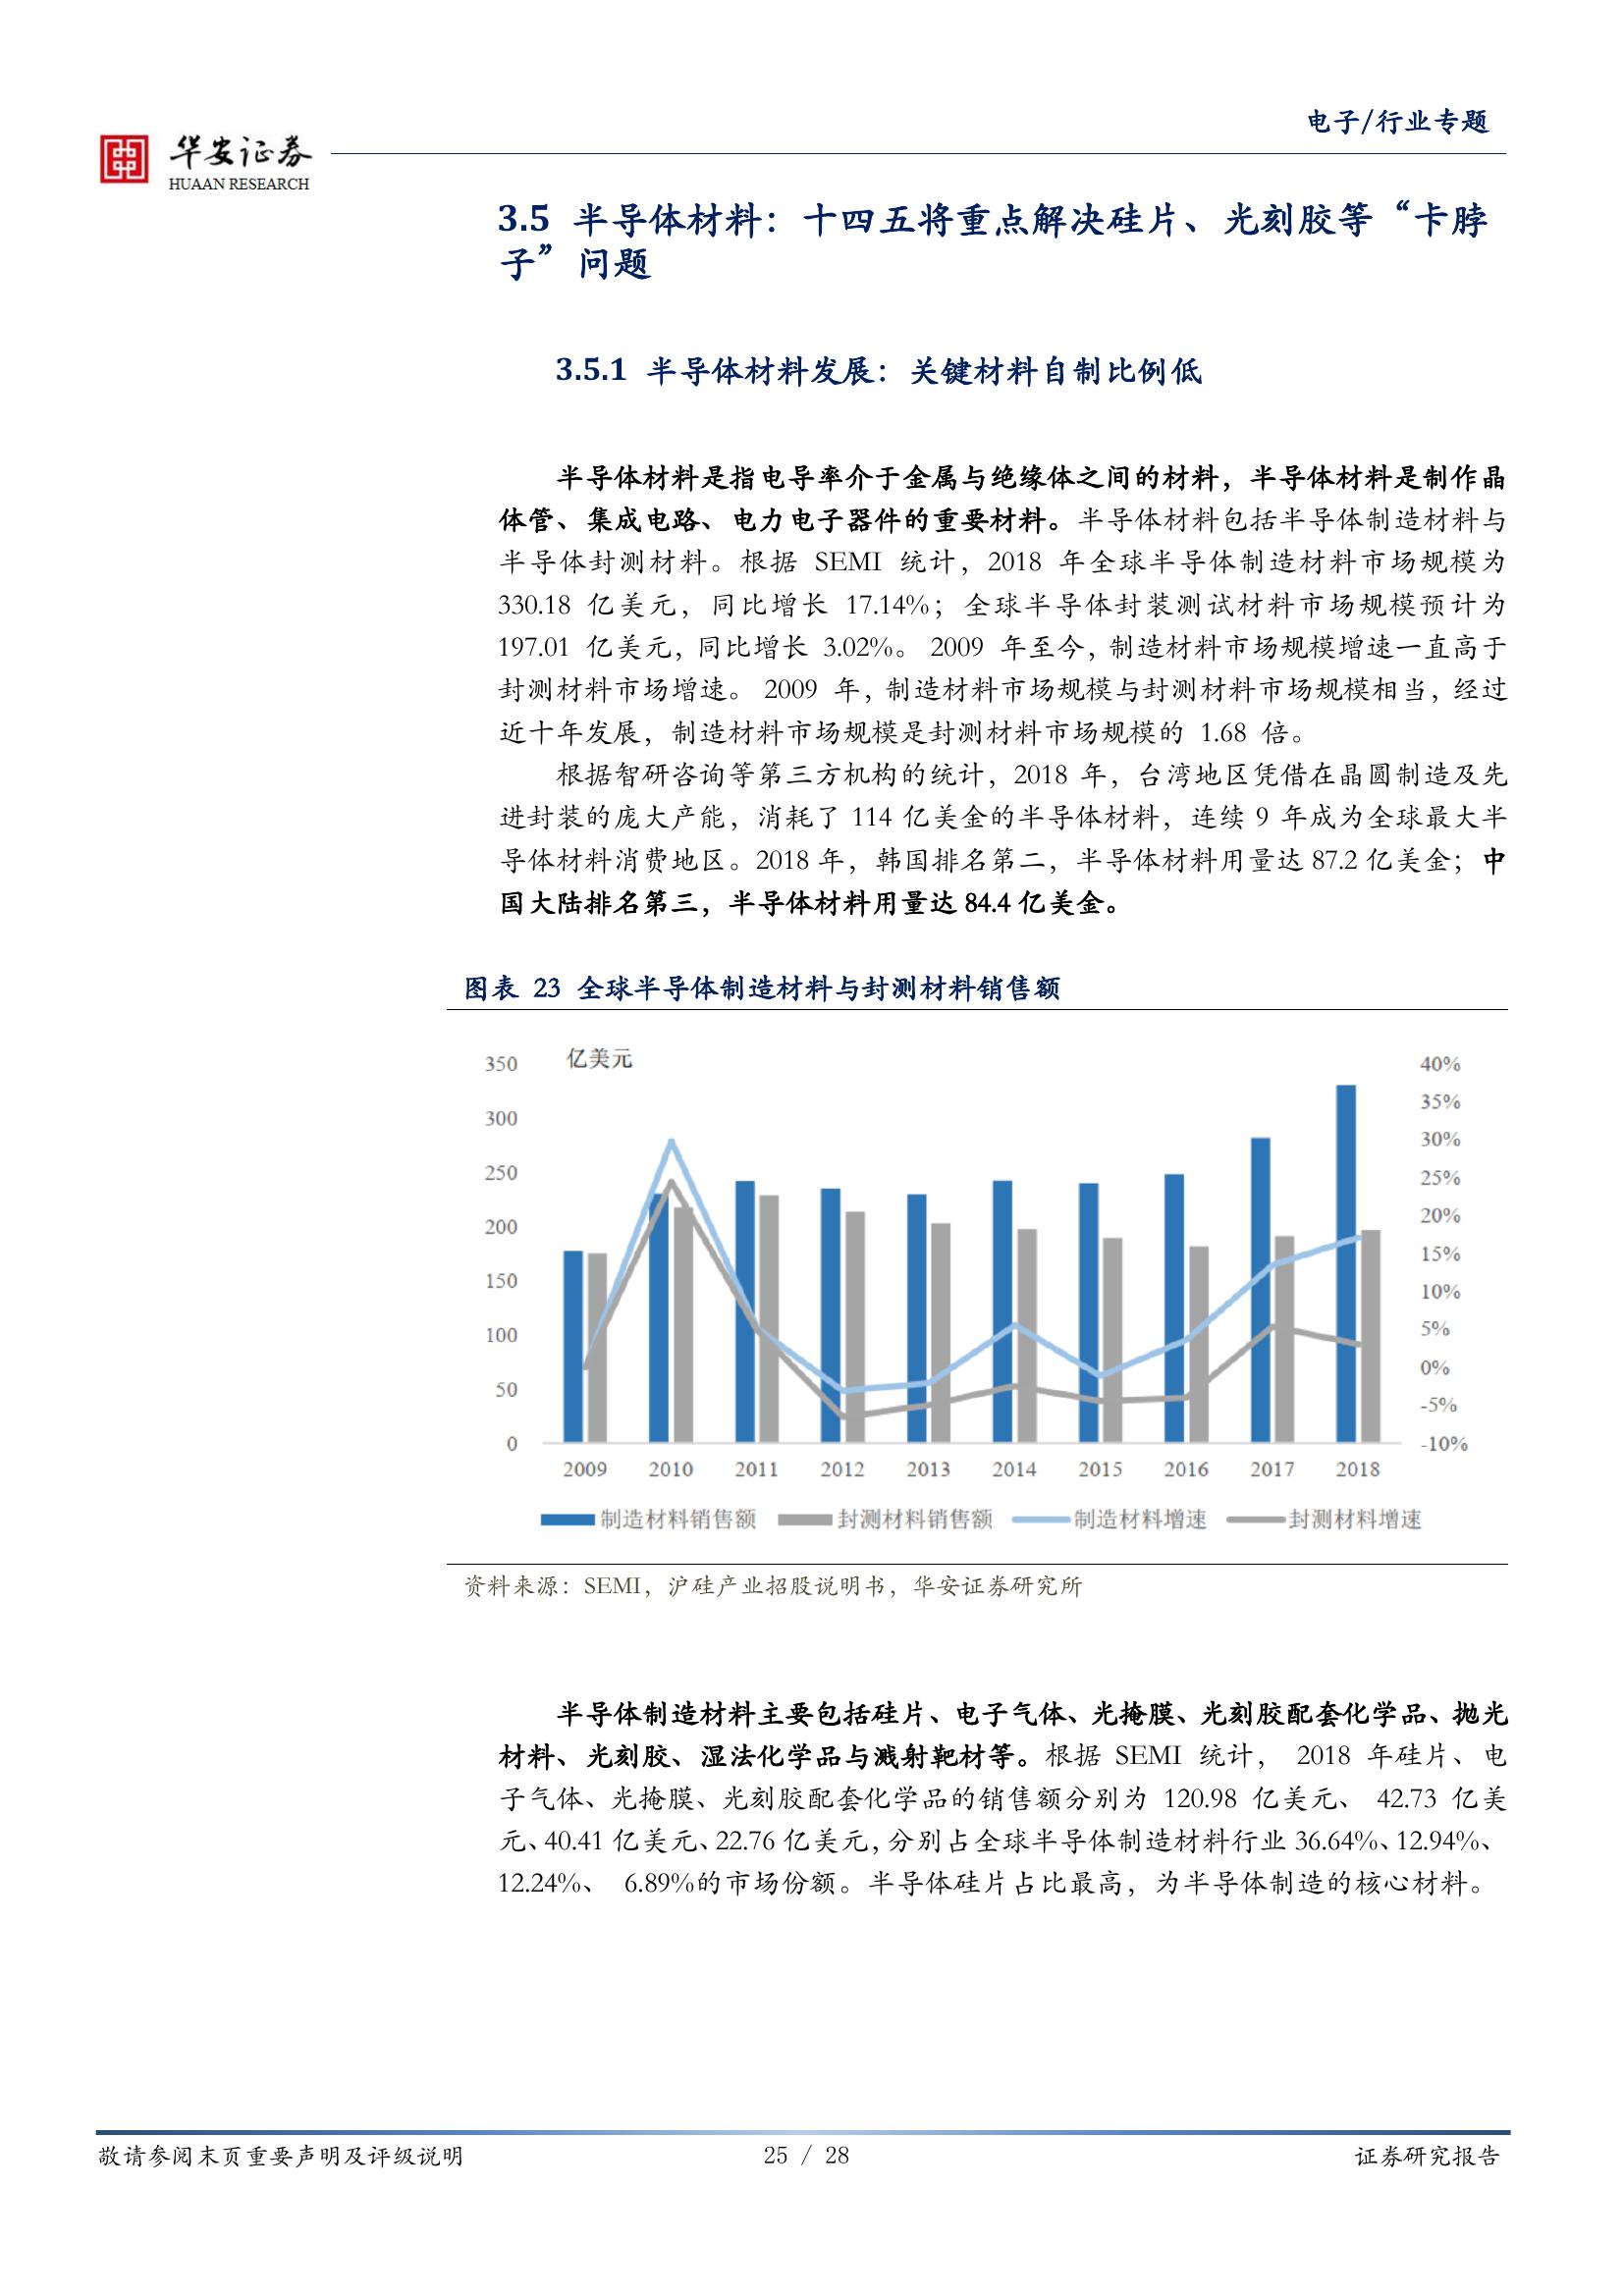 电子/行业专题
华安证券
HUAAN RESEARCH
3.5 半导体材料：十四五将重点解决硅片、光刻胶等“卡脖
子”问题
3.5.1 半导体材料发展：关键材料自制比例低
半导体材料是指电导率介于金属与绝缘体之间的材料，半导体材料是制作晶
体管、集成电路、电力电子器件的重要材料。半导体材料包括半导体制造材料与
半导体封测材料。根据 SEMI 统计，2018 年全球半导体制造材料市场规模为
330.18 亿美元，同比增长 17.14%；全球半导体封装测试材料市场规模预计为
197.01 亿美元，同比增长 3.02%。 2009 年至今，制造材料市场规模增速一直高于
封测材料市场增速。 2009 年，制造材料市场规模与封测材料市场规模相当，经过
近十年发展，制造材料市场规模是封测材料市场规模的 1.68 倍。
根据智研咨询等第三方机构的统计，2018 年，台湾地区凭借在晶圆制造及先
进封装的庞大产能，消耗了 114 亿美金的半导体材料，连续 9 年成为全球最大半
导体材料消费地区。2018 年，韩国排名第二，半导体材料用量达 87.2 亿美金；中
国大陆排名第三，半导体材料用量达 84.4 亿美金。
图表 23 全球半导体制造材料与封测材料销售额
亿美元
350
300
250
200
150
100
50
0
40%
35%
30%
25%
20%
15%
10%
5%
0%
-5%
-10%
2009 2010 2011 2012 2013 2014 2015 2016 2017 2018
制造材料销售额 封测材料销售额 制造材料增速 封测材料增速
资料来源：SEMI，沪硅产业招股说明书，华安证券研究所
半导体制造材料主要包括硅片、电子气体、光掩膜、光刻胶配套化学品、抛光
材料、光刻胶、湿法化学品与溅射靶材等。根据 SEMI 统计， 2018 年硅片、电
子气体、光掩膜、光刻胶配套化学品的销售额分别为 120.98 亿美元、 42.73 亿美
元、40.41 亿美元、22.76 亿美元，分别占全球半导体制造材料行业 36.64%、12.94%、
12.24%、 6.89%的市场份额。半导体硅片占比最高，为半导体制造的核心材料。
敬请参阅末页重要声明及评级说明
25 / 28
证券研究报告